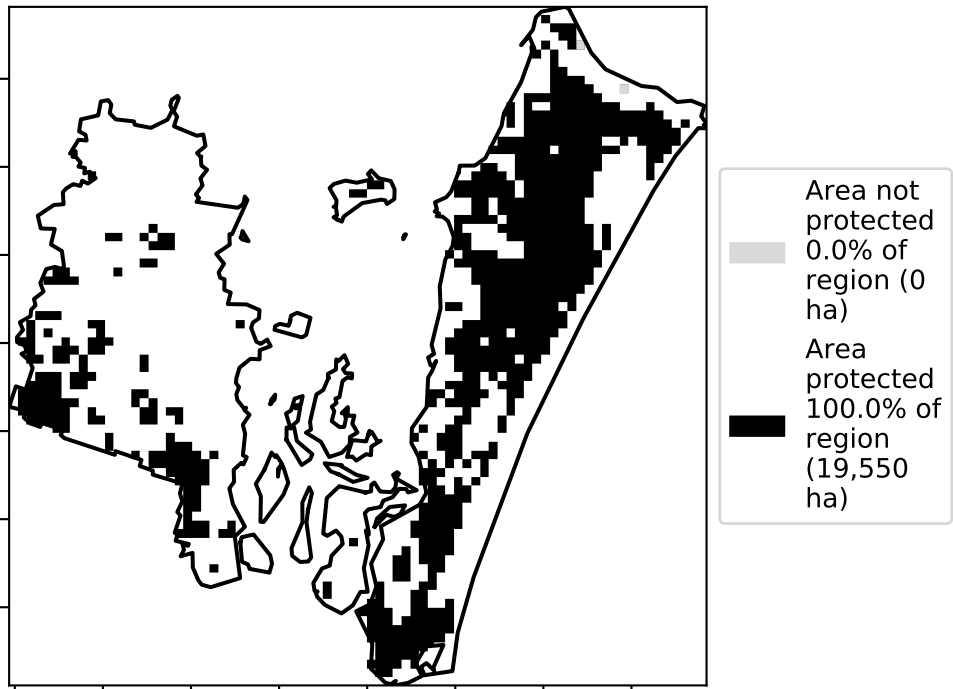 Area not
protected
0.0% of
region (0
ha)
Area
protected
100.0% of
region
(19,550
ha)